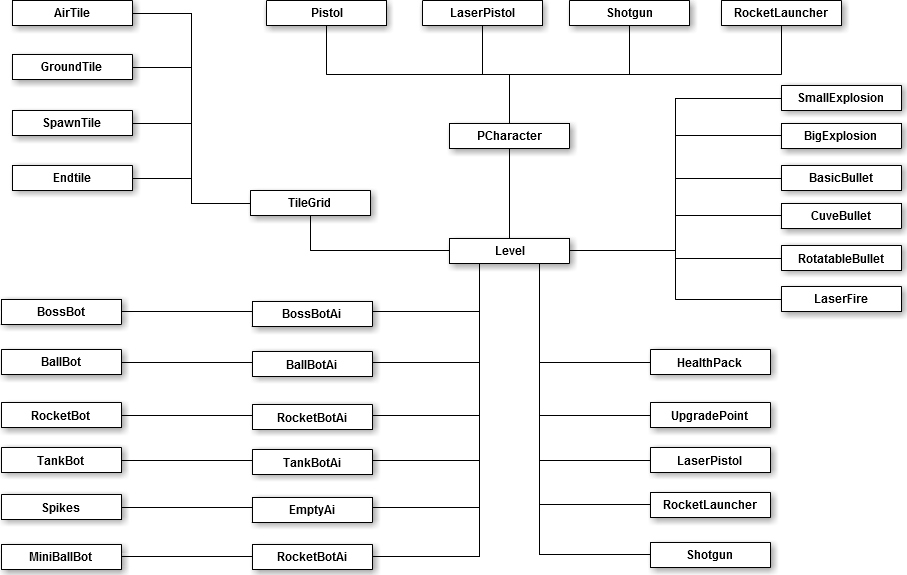 AirTile
Pistol
LaserPistol
Shotgun
RocketLauncher
GroundTile
SmallExplosion
SpawnTile
PCharacter
BigExplosion
Endtile
BasicBullet
TileGrid
CuveBullet
Level
RotatableBullet
LaserFire
BossBot
BossBotAi
BallBot
BallBotAi
HealthPack
RocketBot
RocketBotAi
UpgradePoint
TankBot
TankBotAi
LaserPistol
Spikes
EmptyAi
RocketLauncher
MiniBallBot
RocketBotAi
Shotgun